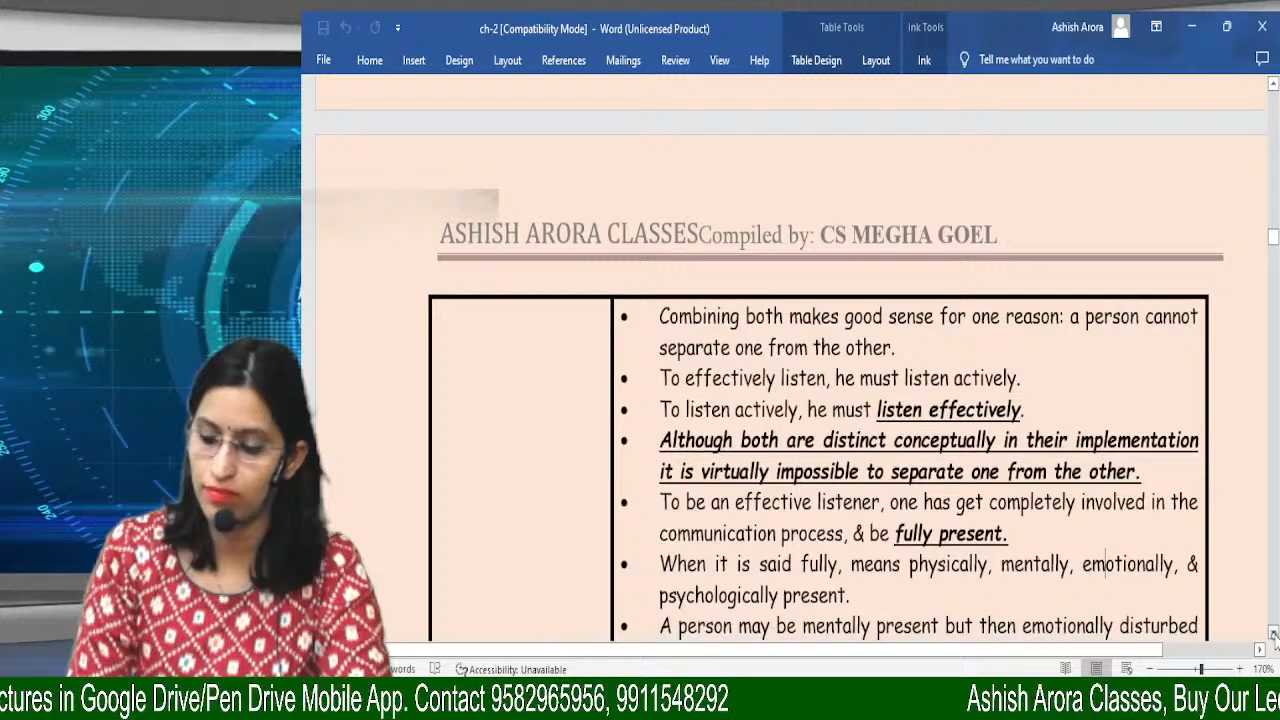 ch-2 [Compatibility Mode] - Word (Unlicensed Product)
Table Tools
Ink Tools
Ashish Arora
File Home Insert Design Layout References Mailings Review View Help Table Design Layout Ink Tell me what you want to do
ASHISH ARORA CLASSESCompiled by: CS MEGHA GOEL
• Combining both makes good sense for one reason: a person cannot
separate one from the other.
• To effectively listen, he must listen actively.
• To listen actively, he must listen effectively.
• Although both are distinct conceptually in their implementation
it is virtually impossible to separate one from the other.
• To be an effective listener, one has get completely involved in the
communication process, & be fully present.
• When it is said fully, means physically, mentally, emotionally, &
psychologically present.
• A person may be mentally present but then emotionally disturbed
words Accessibility: Unavailable 170%
ctures in Google Drive/Pen Drive Mobile App. Contact 9582965956, 9911548292 Ashish Arora Classes, Buy Our Le
300
290
250
240